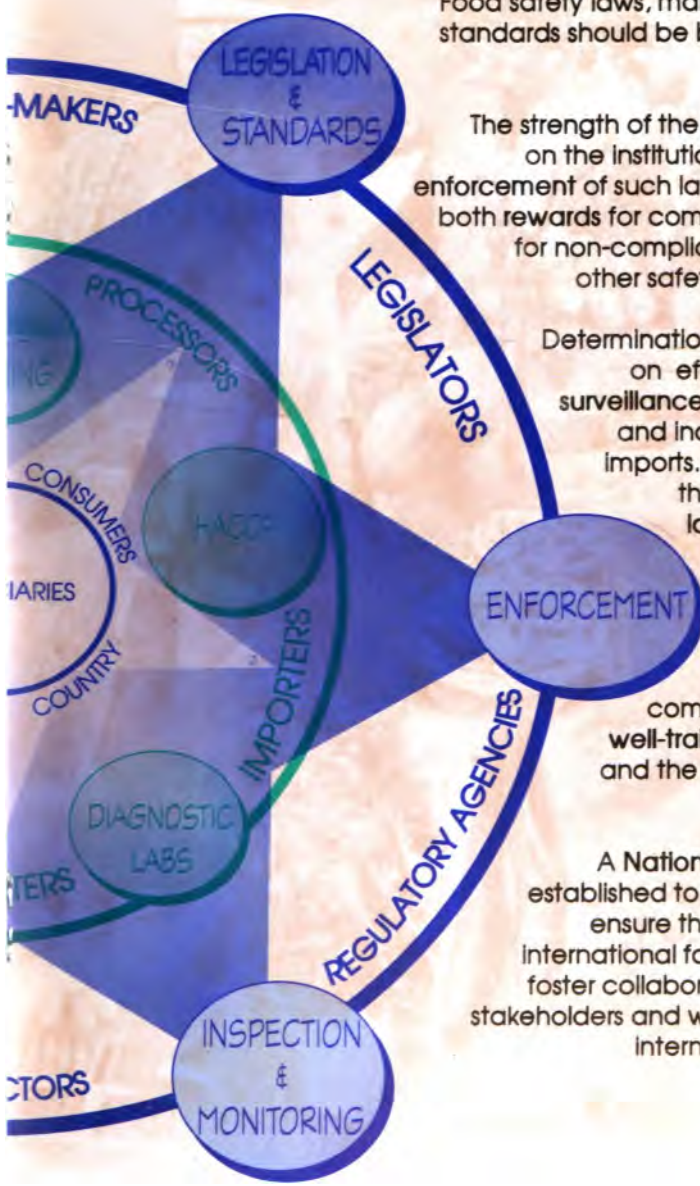 Food safety laws, ma
standards should be b
LEGISLATION
&
STANDARDS
-MAKERS
The strength of the
on the institutio
enforcement of such la
both rewards for com
for non-complia
other safet
LEGISLATORS
PROCESSORS
NG
Determinatio
on ef
surveillance
and inc
imports.
th
la
CONSUMERS
HACCP
IARIES
COUNTRY
IMPORTERS
ENFORCEMENT
com
well-trai
and the
DIAGNOSTIC
LABS
TERS
REGULATORY AGENCIES
A Nation
established to
ensure th
international fo
foster collabor
stakeholders and w
intern
INSPECTION
&
MONITORING
CTORS